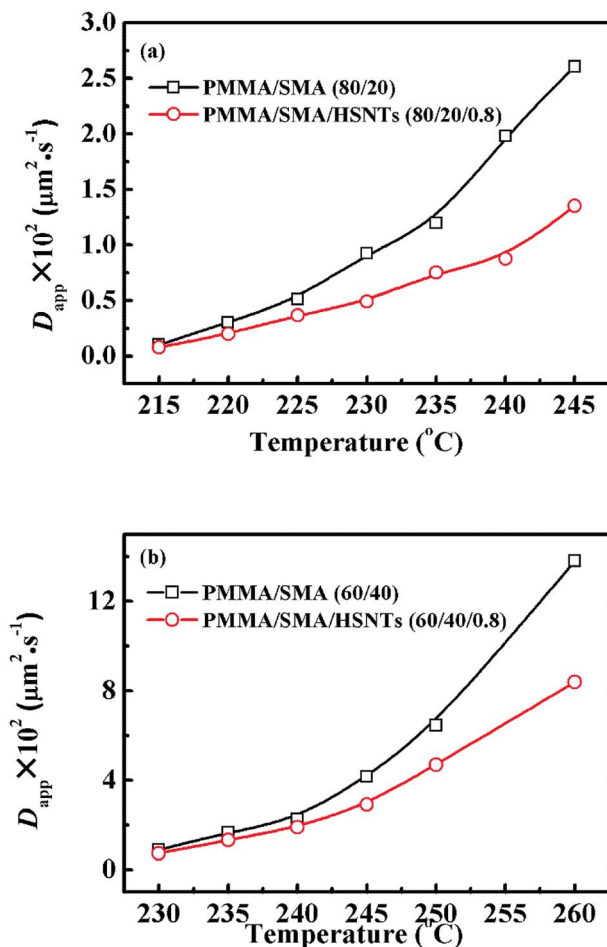 (a)
PMMA/SMA (80/20)
PMMA/SMA/HSNTs (80/20/0.8)
D_app ×10² (μm²•s⁻¹)
3.0
2.5
2.0
1.5
1.0
0.5
0.0
215 220 225 230 235 240 245
Temperature (°C)
(b)
PMMA/SMA (60/40)
PMMA/SMA/HSNTs (60/40/0.8)
D_app ×10² (μm²•s⁻¹)
12
8
4
0
230 235 240 245 250 255 260
Temperature (°C)